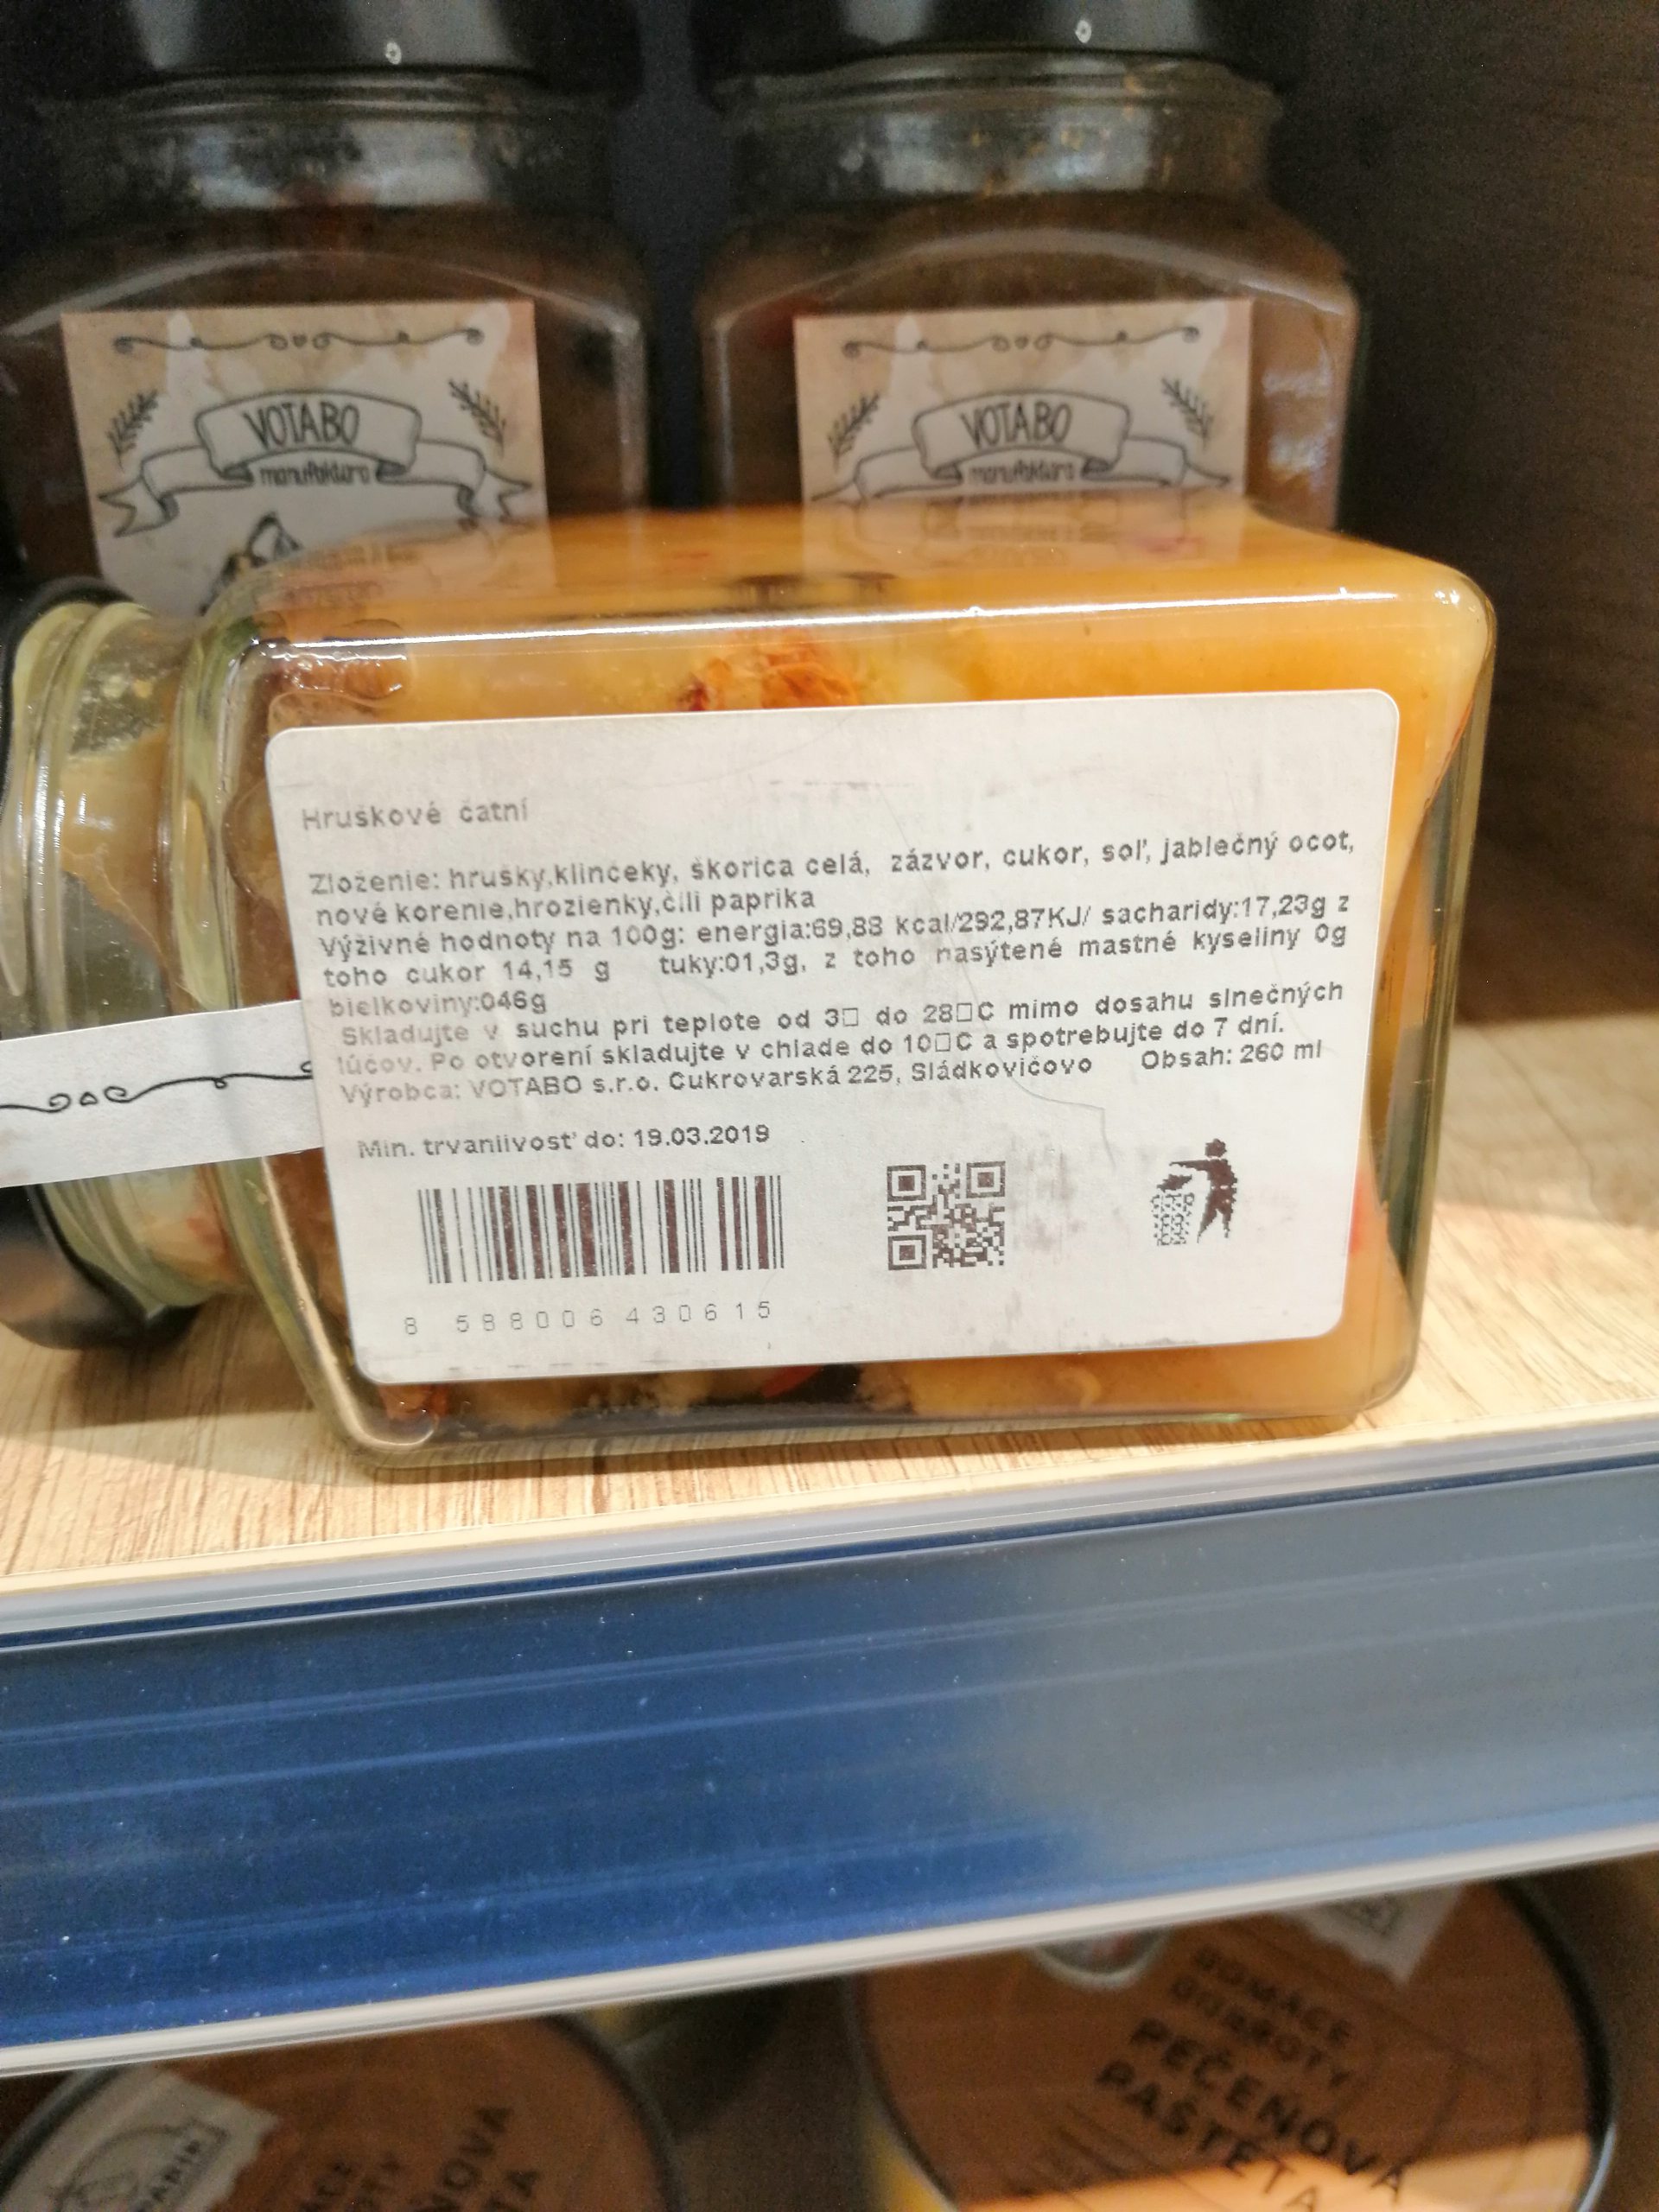 VOTABO
manufaktúra
VOTABO
manufaktúra
Hruškové čatní
Zloženie: hrušky,klinčeky, škorica celá, zázvor, cukor, soľ, jablečný ocot,
nové korenie,hrozienky,čili paprika
Výživné hodnoty na 100g: energia:69,88 kcal/292,87KJ/ sacharidy:17,23g z
toho cukor 14,15 g tuky:01,3g, z toho nasýtené mastné kyseliny 0g
bielkoviny:046g
Skladujte v suchu pri teplote od 3□ do 28□C mimo dosahu slnečných
lúčov. Po otvorení skladujte v chlade do 10□C a spotrebujte do 7 dní.
Výrobca: VOTABO s.r.o. Cukrovarská 225, Sládkovičovo Obsah: 260 ml
Min. trvanlivosť do: 19.03.2019
8 588006 430615
DOMÁCE
DOBROTY
PEČEŇOVÁ
PAŠTÉTA